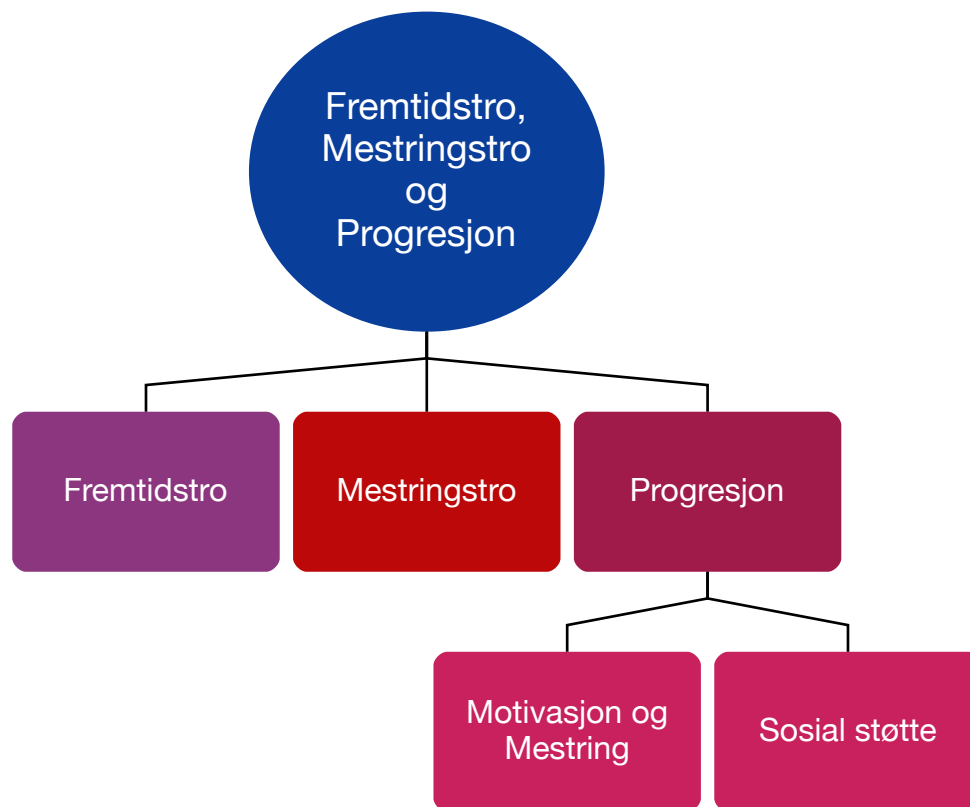 Fremtidstro,
Mestringstro
og
Progresjon
Fremtidstro
Mestringstro
Progresjon
Motivasjon og
Mestring
Sosial støtte